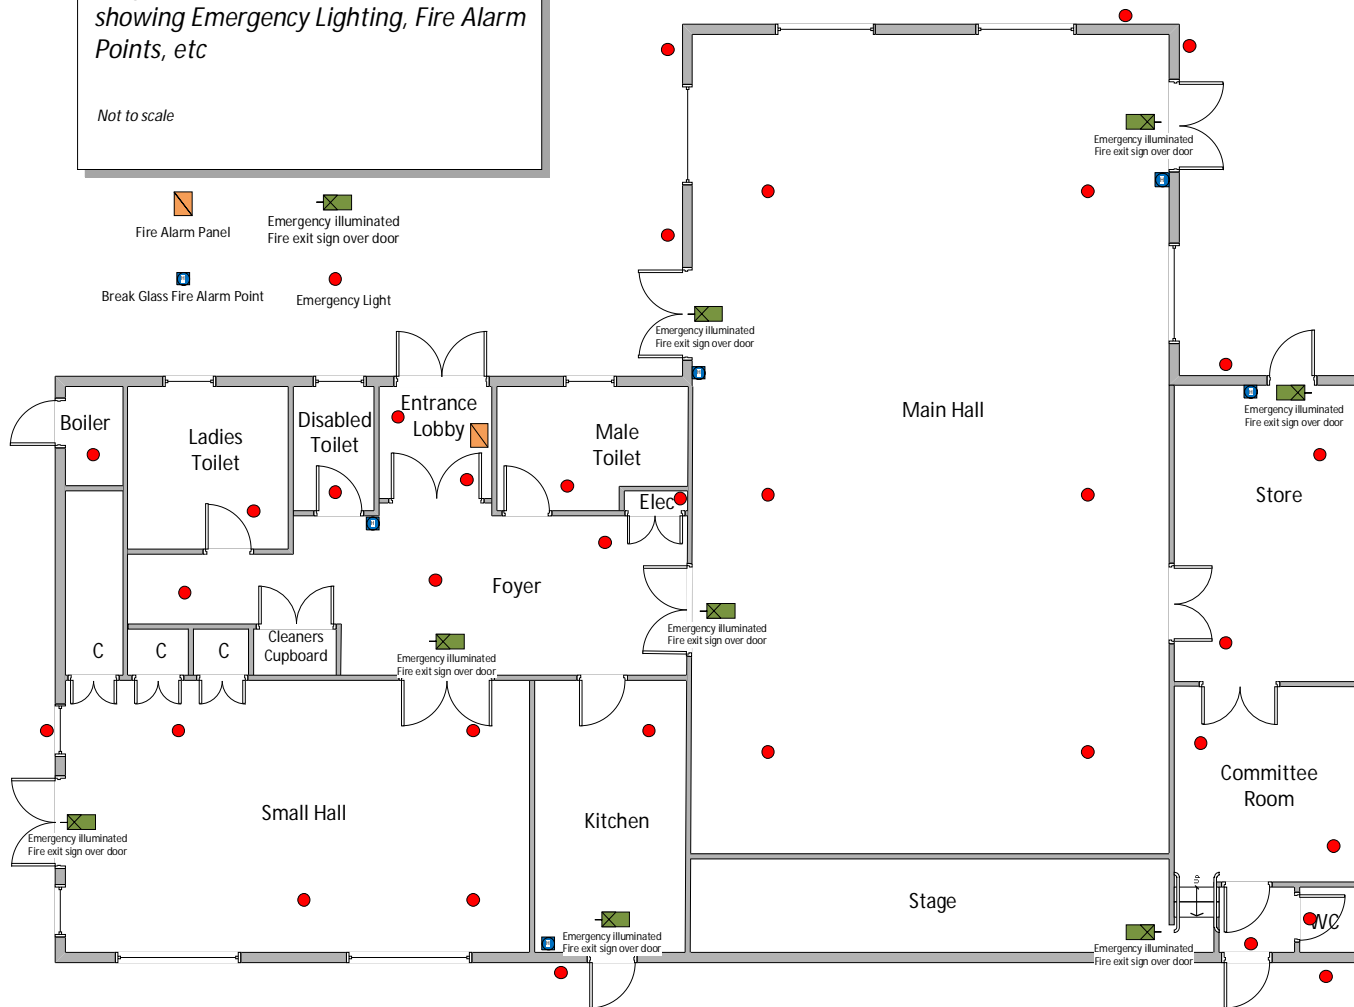 showing Emergency Lighting, Fire Alarm
Points, etc
Not to scale
Fire Alarm Panel
Emergency illuminated
Fire exit sign over door
Break Glass Fire Alarm Point
Emergency Light
Emergency illuminated
Fire exit sign over door
Emergency illuminated
Fire exit sign over door
Boiler
Ladies
Toilet
Disabled
Toilet
Entrance
Lobby
Male
Toilet
Elec
Main Hall
Emergency illuminated
Fire exit sign over door
Store
Foyer
Emergency illuminated
Fire exit sign over door
C
C
C
Cleaners
Cupboard
Emergency illuminated
Fire exit sign over door
Small Hall
Emergency illuminated
Fire exit sign over door
Kitchen
Committee
Room
Stage
Up
WC
Emergency illuminated
Fire exit sign over door
Emergency illuminated
Fire exit sign over door